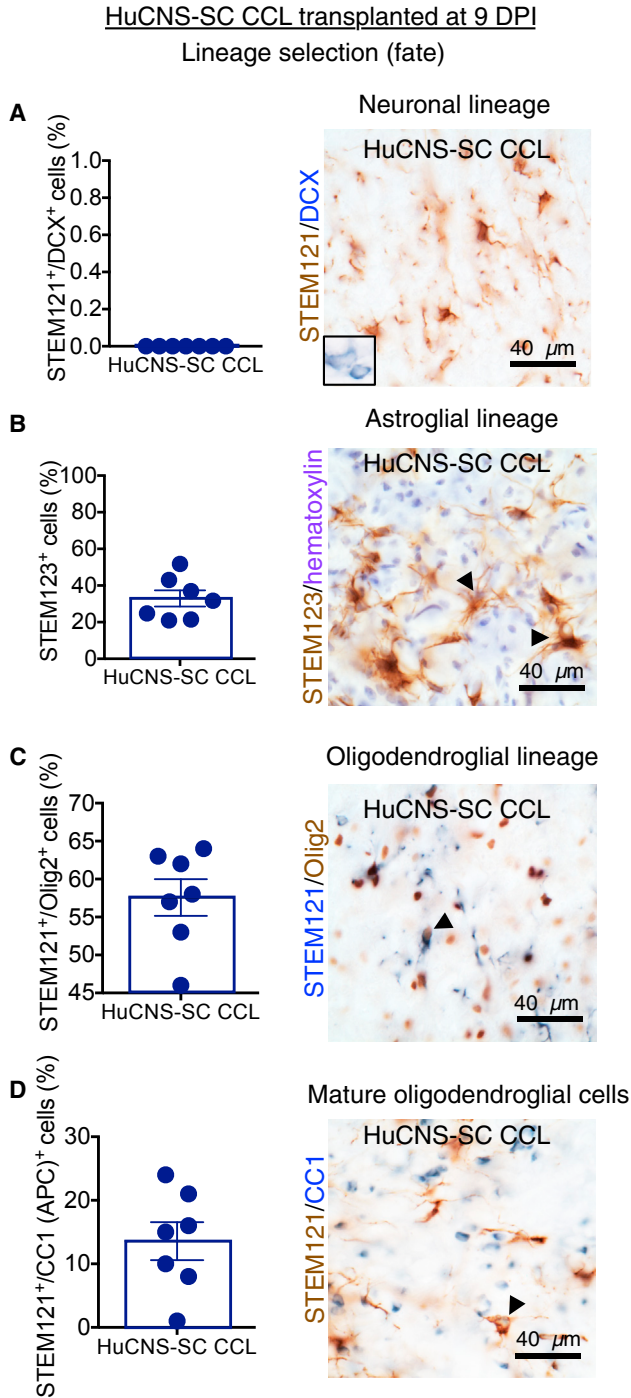 HuCNS-SC CCL transplanted at 9 DPI
Lineage selection (fate)
A
Neuronal lineage
STEM121⁺/DCX⁺ cells (%)
1.0
0.8
0.6
0.4
0.2
0.0
HuCNS-SC CCL
STEM121/DCX
HuCNS-SC CCL
40 µm
B
Astroglial lineage
STEM123⁺ cells (%)
100
80
60
40
20
0
HuCNS-SC CCL
STEM123/hematoxylin
HuCNS-SC CCL
40 µm
C
Oligodendroglial lineage
STEM121⁺/Olig2⁺ cells (%)
70
65
60
55
50
45
HuCNS-SC CCL
STEM121/Olig2
HuCNS-SC CCL
40 µm
D
Mature oligodendroglial cells
STEM121⁺/CC1 (APC)⁺ cells (%)
30
20
10
0
HuCNS-SC CCL
STEM121/CC1
HuCNS-SC CCL
40 µm